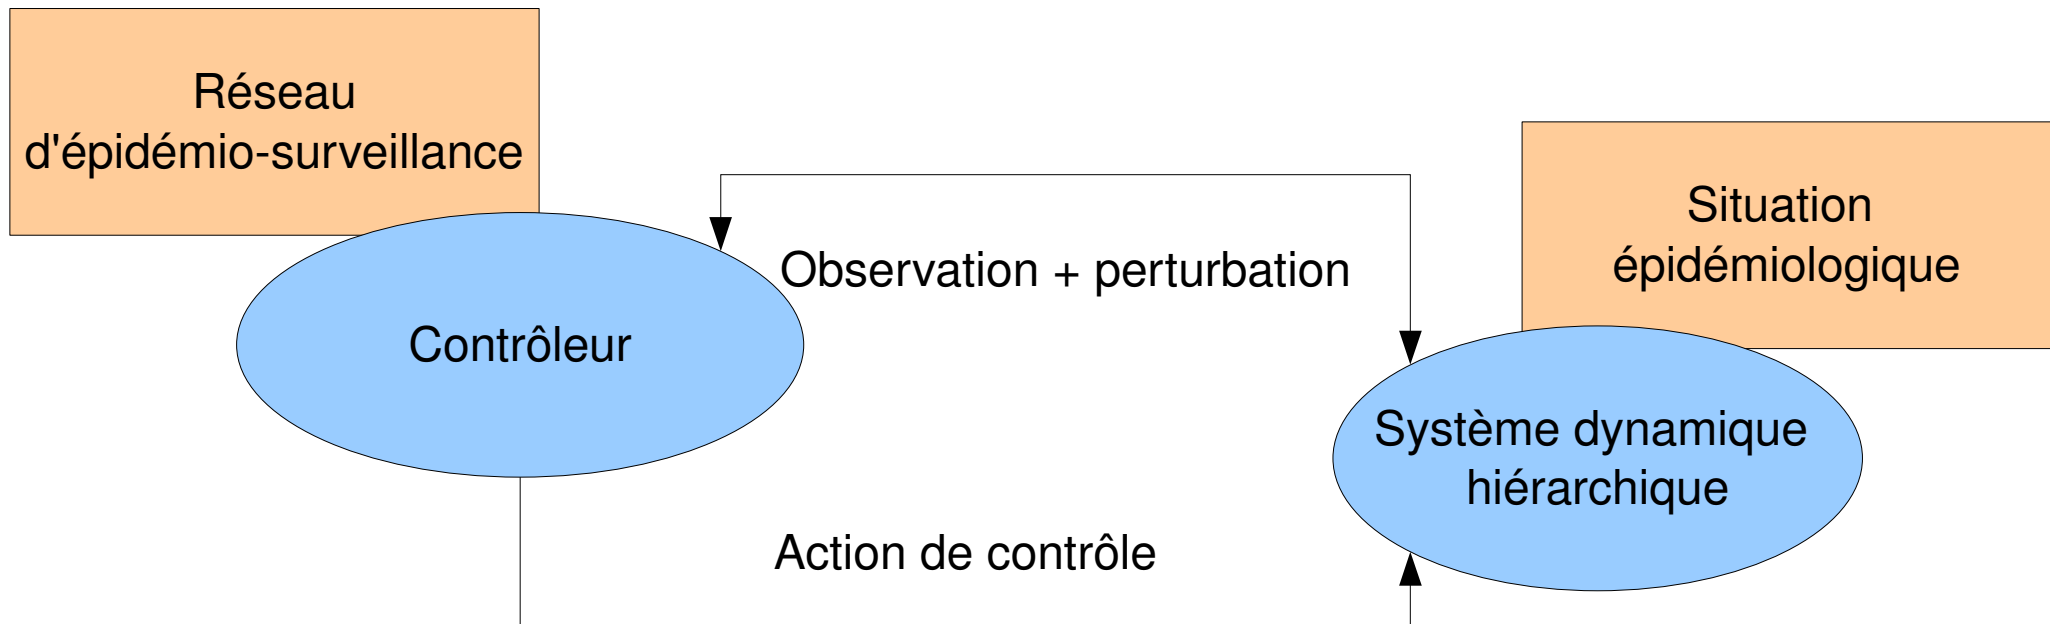 Réseau
d'épidémio-surveillance
Situation
épidémiologique
Observation + perturbation
Contrôleur
Système dynamique
hiérarchique
Action de contrôle